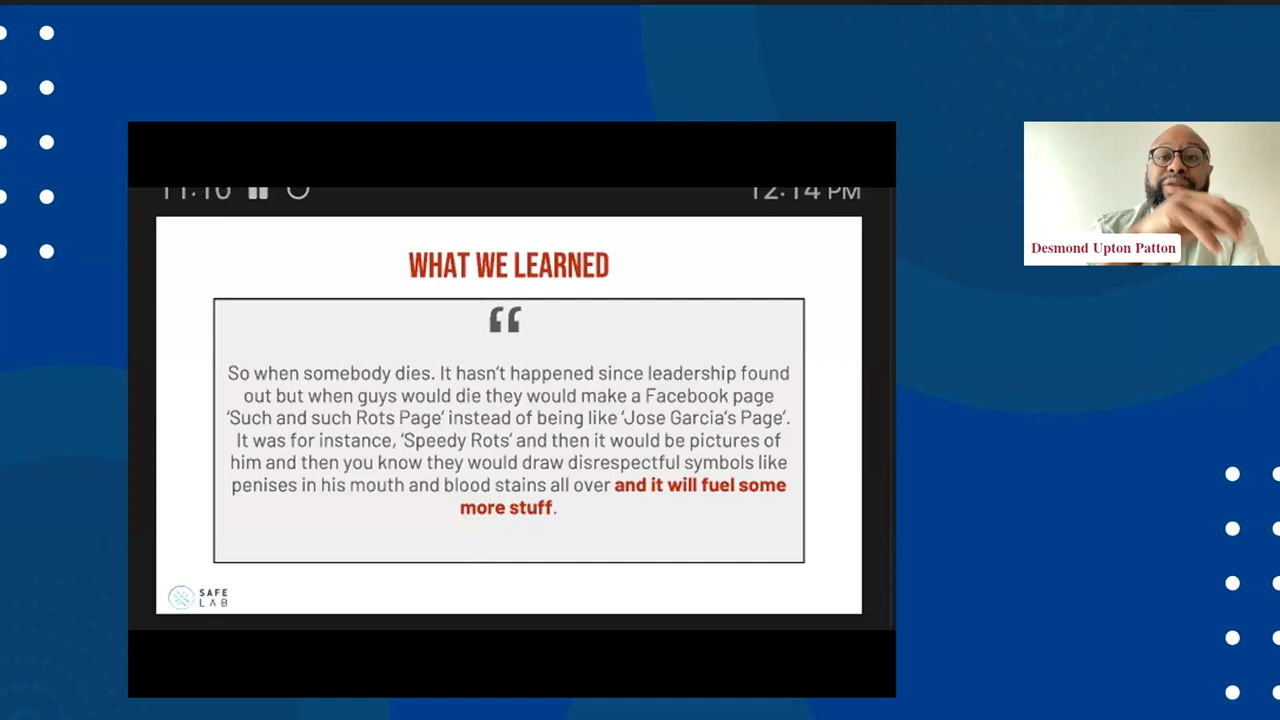 11:10
12:14 PM
WHAT WE LEARNED
“
So when somebody dies. It hasn't happened since leadership found
out but when guys would die they would make a Facebook page
‘Such and such Rots Page’ instead of being like ‘Jose Garcia's Page’.
It was for instance, ‘Speedy Rots’ and then it would be pictures of
him and then you know they would draw disrespectful symbols like
penises in his mouth and blood stains all over and it will fuel some
more stuff.
SAFE
LAB
Desmond Upton Patton